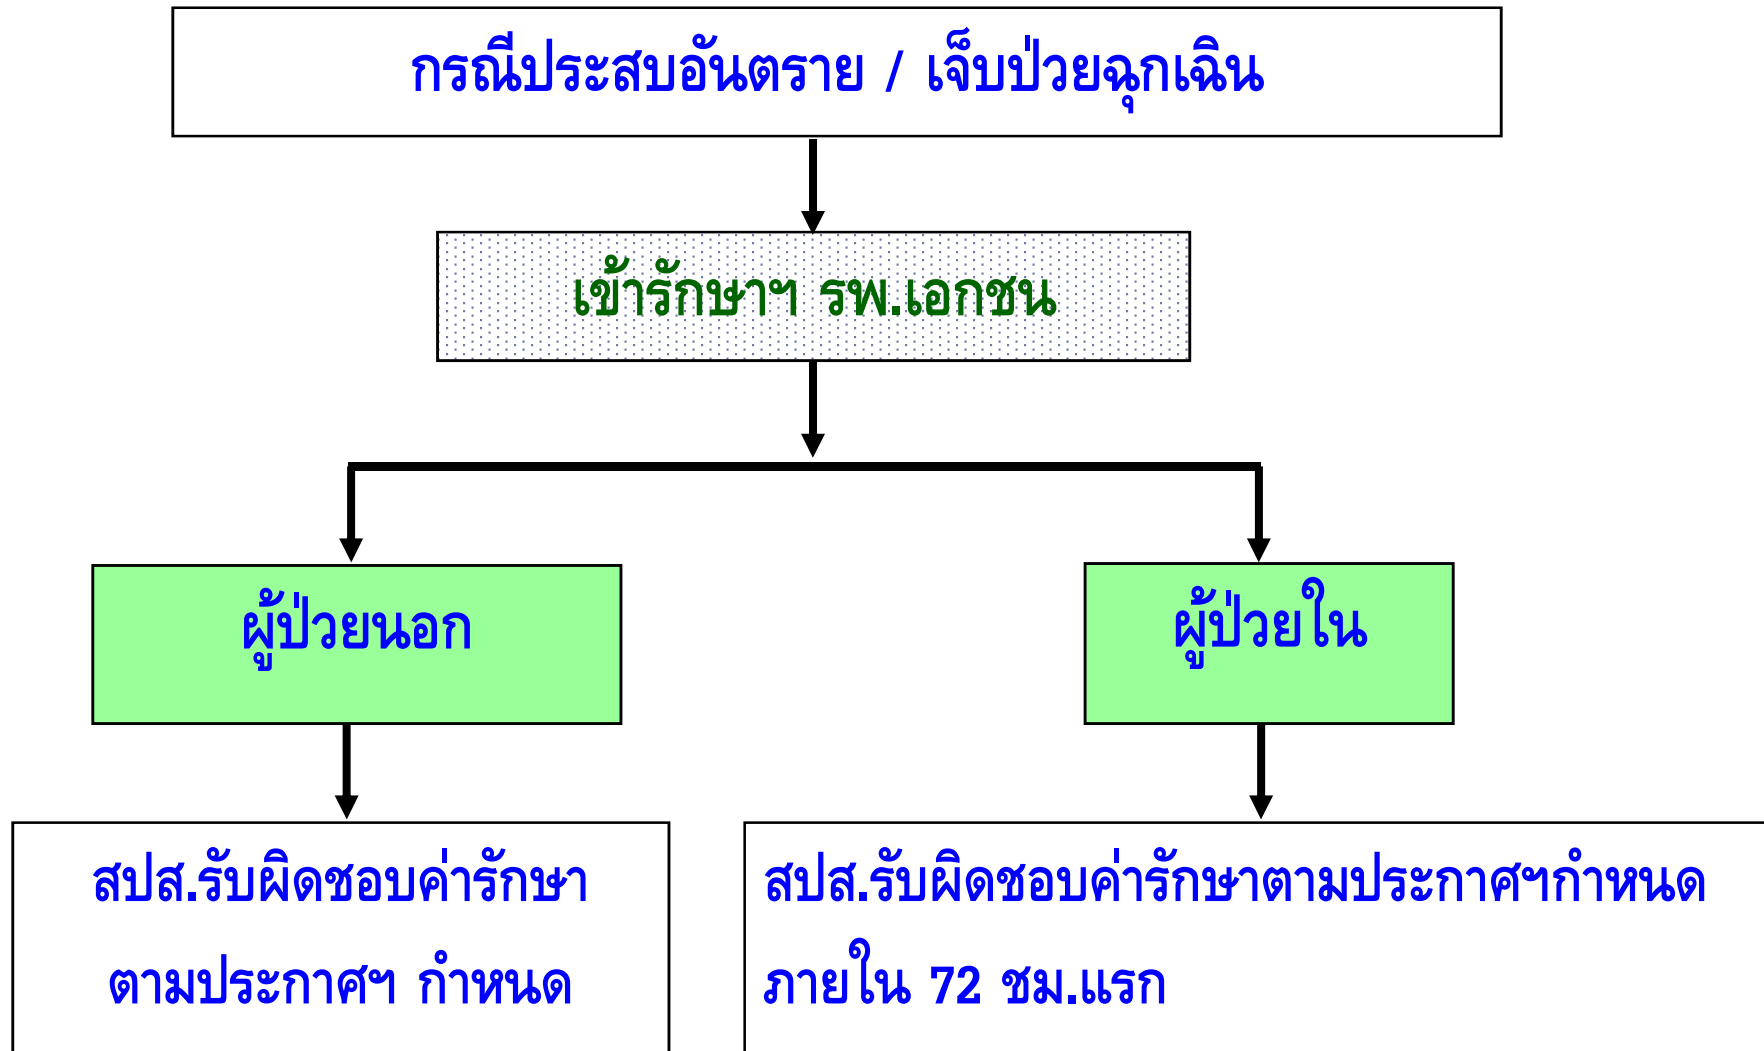 กรณีประสบอันตราย / เจ็บป่วยฉุกเฉิน
เข้ารักษาฯ รพ.เอกชน
ผู้ป่วยนอก
ผู้ป่วยใน
สปส.รับผิดชอบค่ารักษา
ตามประกาศฯ กำหนด
สปส.รับผิดชอบค่ารักษาตามประกาศฯกำหนด
ภายใน 72 ชม.แรก